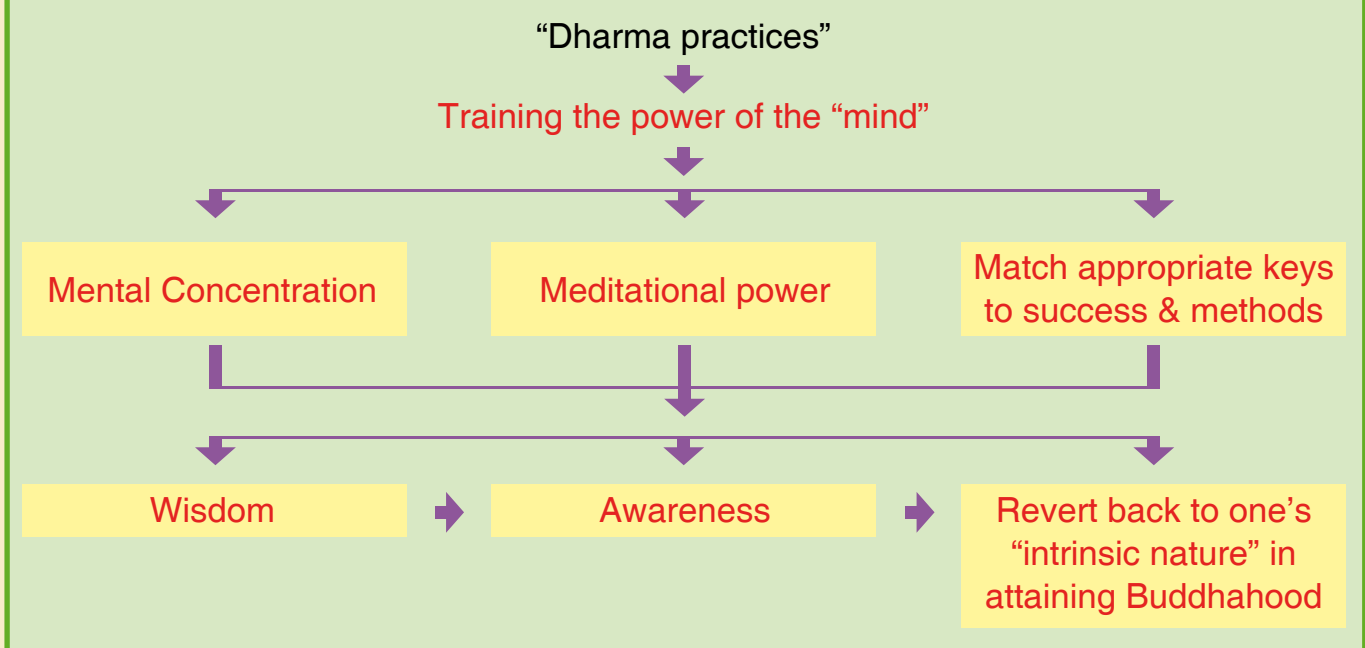 “Dharma practices”
Training the power of the “mind”
Mental Concentration
Meditational power
Match appropriate keys
to success & methods
Wisdom
Awareness
Revert back to one’s
“intrinsic nature” in
attaining Buddhahood